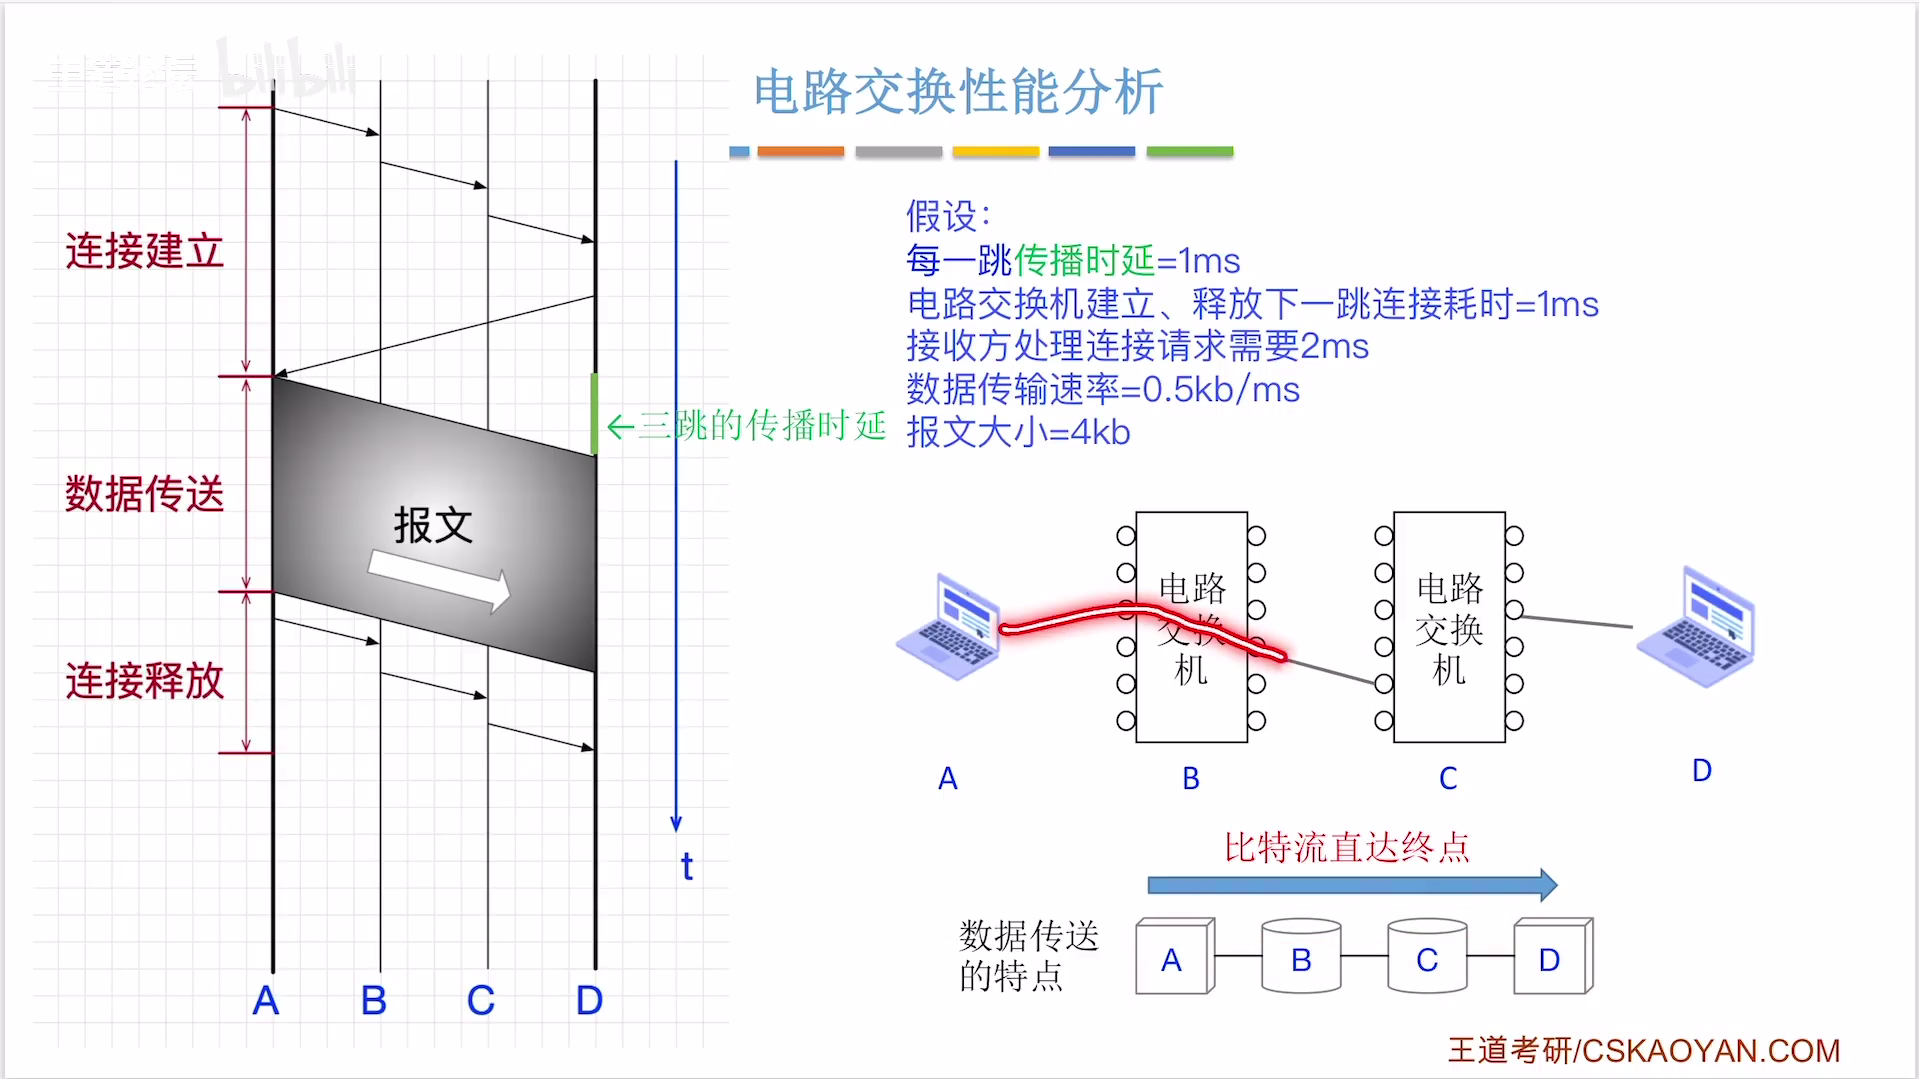 王道论坛 bilibili
电路交换性能分析
假设：
每一跳传播时延=1ms
电路交换机建立、释放下一跳连接耗时=1ms
接收方处理连接请求需要2ms
数据传输速率=0.5kb/ms
报文大小=4kb
连接建立
←三跳的传播时延
数据传送
报文
连接释放
t
A B C D
电路
交换
机
电路
交换
机
A B C D
比特流直达终点
数据传送
的特点
A B C D
王道考研/CSKAOYAN.COM